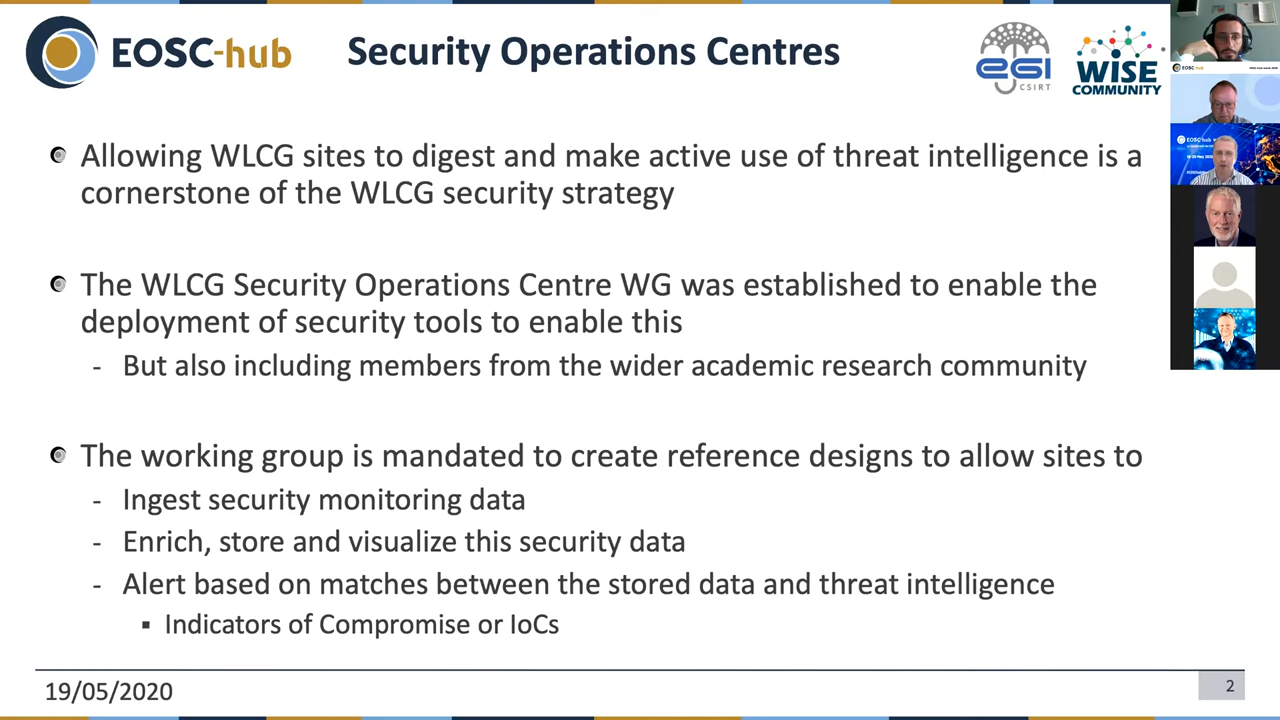 EOSC-hub
Security Operations Centres
EGI
CSIRT
WISE
COMMUNITY
Allowing WLCG sites to digest and make active use of threat intelligence is a
cornerstone of the WLCG security strategy
The WLCG Security Operations Centre WG was established to enable the
deployment of security tools to enable this
- But also including members from the wider academic research community
The working group is mandated to create reference designs to allow sites to
- Ingest security monitoring data
- Enrich, store and visualize this security data
- Alert based on matches between the stored data and threat intelligence
▪ Indicators of Compromise or IoCs
19/05/2020
2